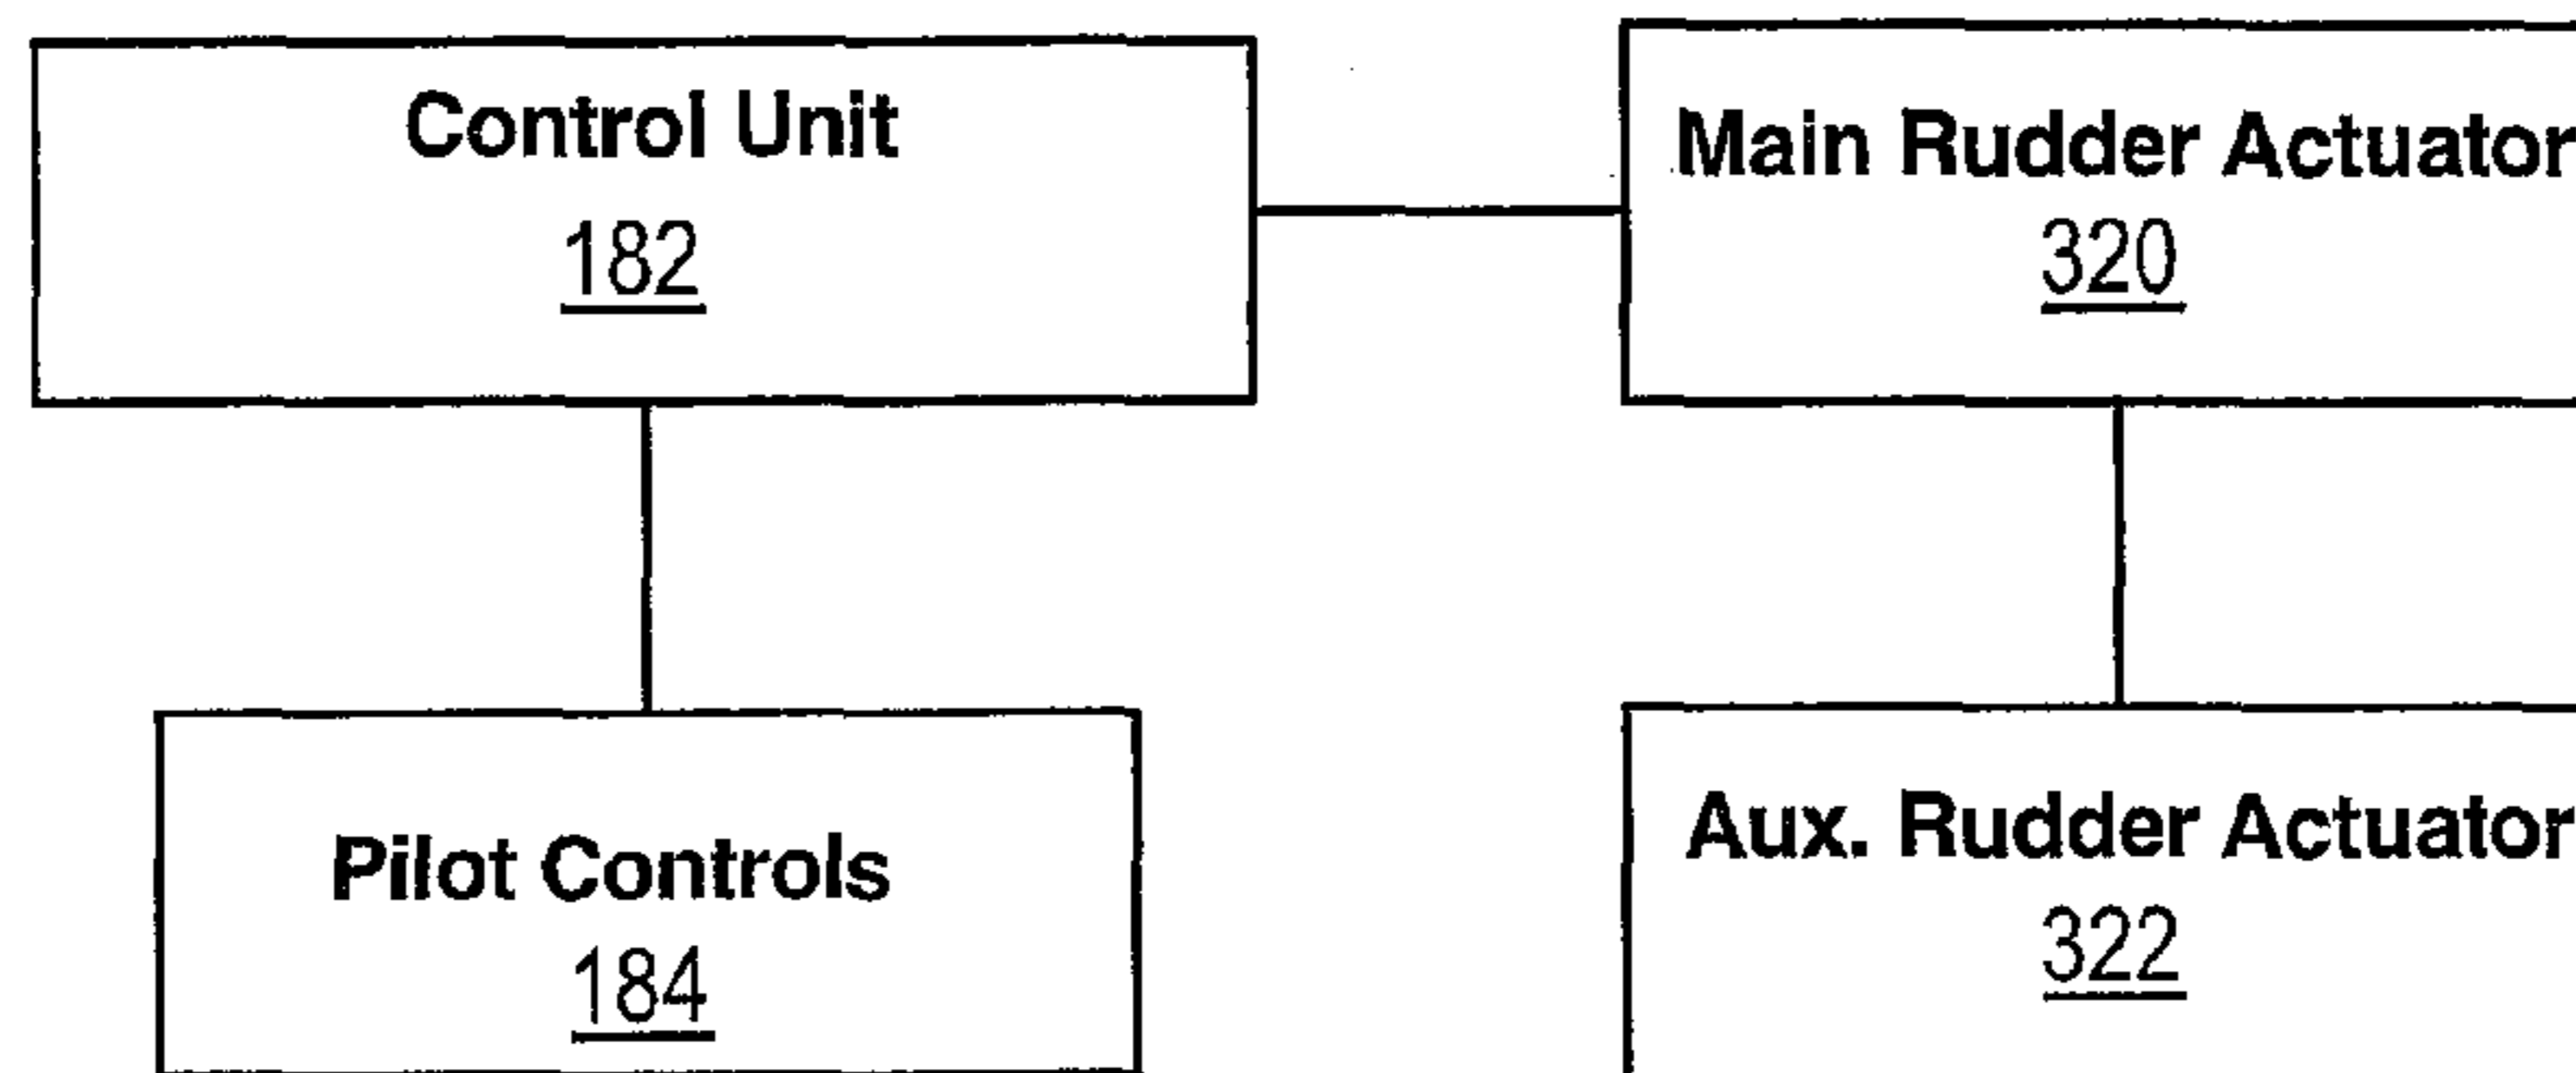 Control Unit
182
Main Rudder Actuator
320
Pilot Controls
184
Aux. Rudder Actuator
322